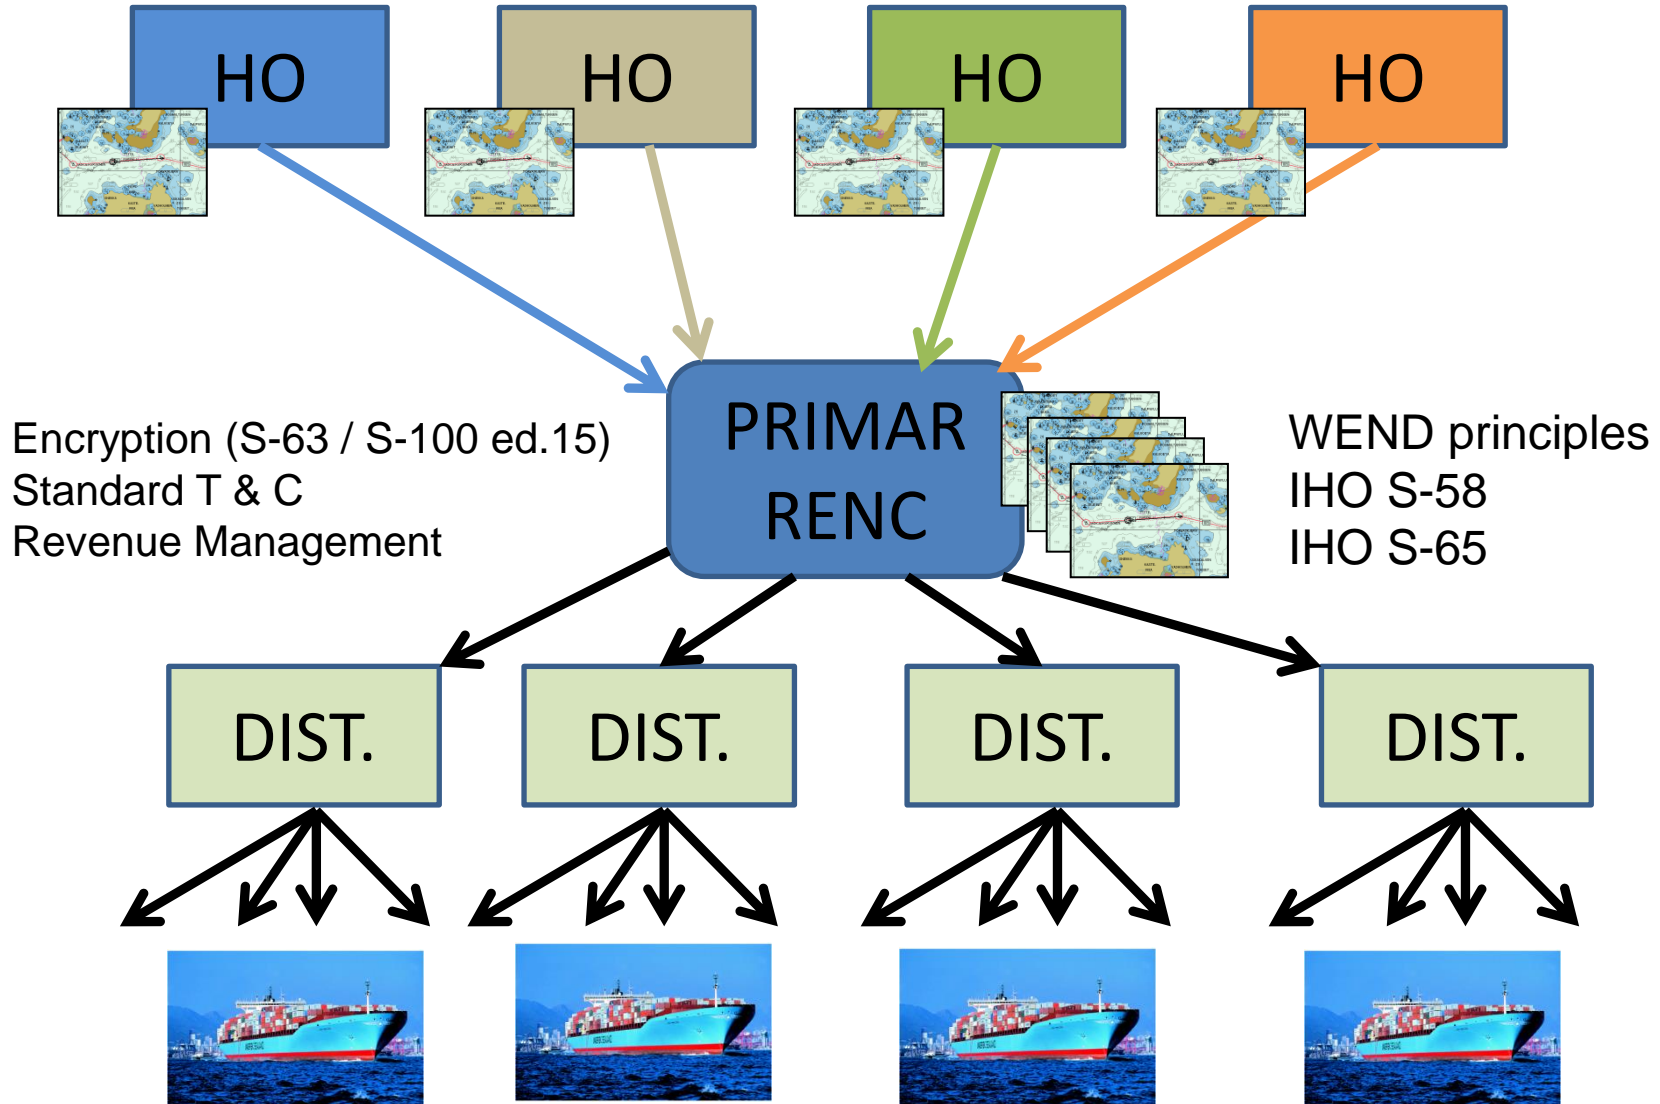 HO
HO
HO
HO
PRIMAR
RENC
Encryption (S-63 / S-100 ed.15)
Standard T & C
Revenue Management
WEND principles
IHO S-58
IHO S-65
DIST.
DIST.
DIST.
DIST.